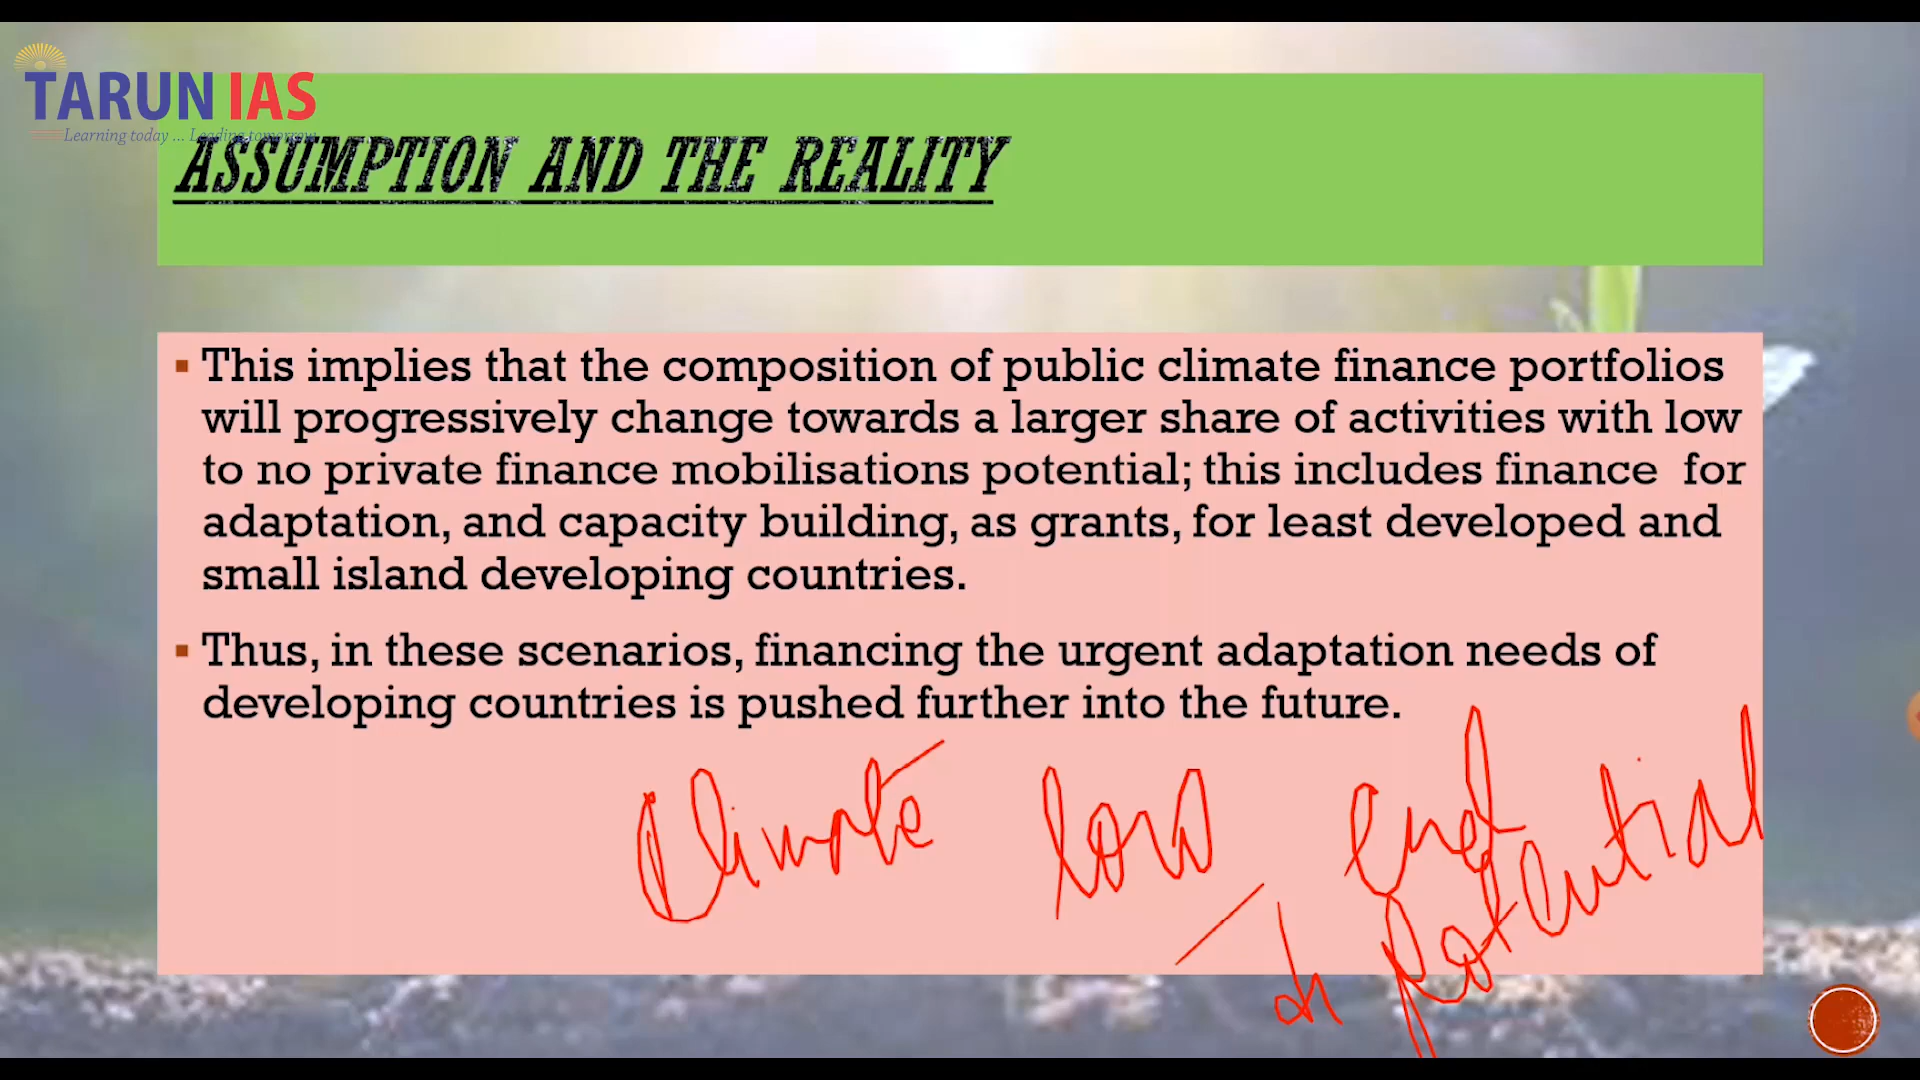 TARUN IAS
Learning today ... Leading tomorrow
ASSUMPTION AND THE REALITY
▪ This implies that the composition of public climate finance portfolios
will progressively change towards a larger share of activities with low
to no private finance mobilisations potential; this includes finance for
adaptation, and capacity building, as grants, for least developed and
small island developing countries.
▪ Thus, in these scenarios, financing the urgent adaptation needs of
developing countries is pushed further into the future.
Climate low end
potential